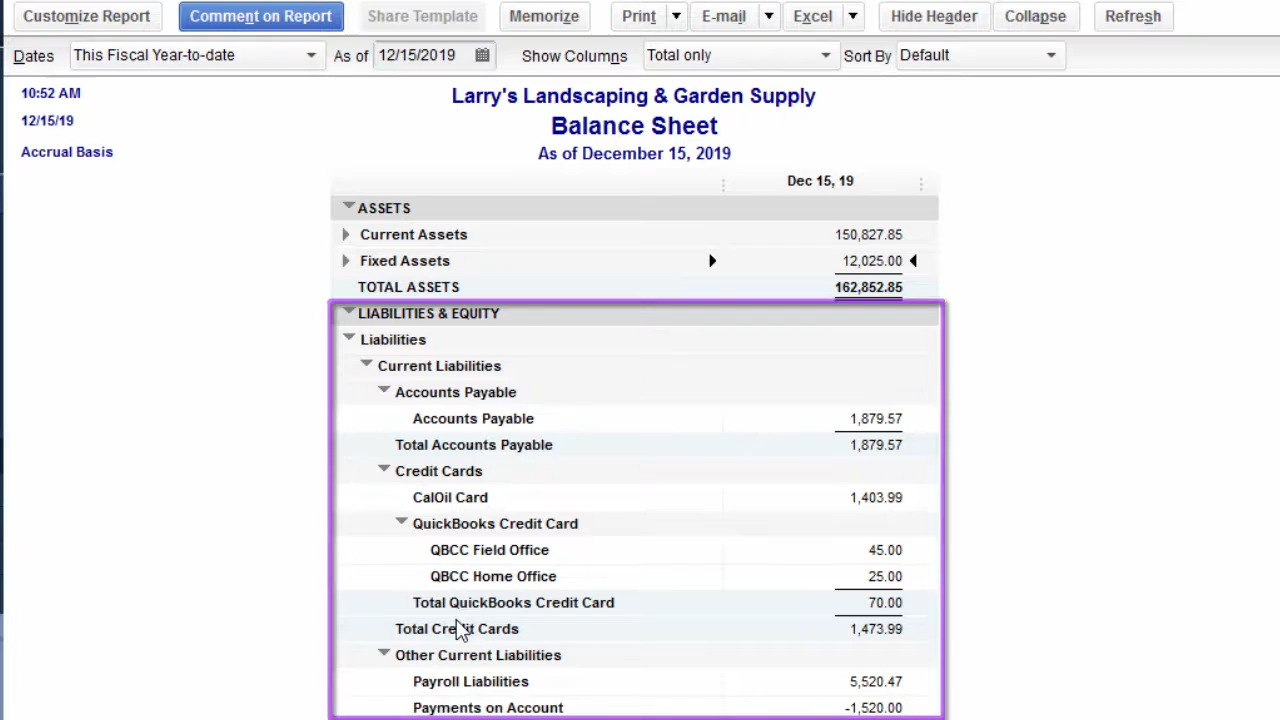 Customize Report Comment on Report Share Template Memorize Print E-mail Excel Hide Header Collapse Refresh
Dates This Fiscal Year-to-date As of 12/15/2019 Show Columns Total only Sort By Default
10:52 AM
12/15/19
Accrual Basis
Larry's Landscaping & Garden Supply
Balance Sheet
As of December 15, 2019
Dec 15, 19
ASSETS
Current Assets 150,827.85
Fixed Assets 12,025.00
TOTAL ASSETS 162,852.85
LIABILITIES & EQUITY
Liabilities
Current Liabilities
Accounts Payable
Accounts Payable 1,879.57
Total Accounts Payable 1,879.57
Credit Cards
CalOil Card 1,403.99
QuickBooks Credit Card
QBCC Field Office 45.00
QBCC Home Office 25.00
Total QuickBooks Credit Card 70.00
Total Credit Cards 1,473.99
Other Current Liabilities
Payroll Liabilities 5,520.47
Payments on Account -1,520.00